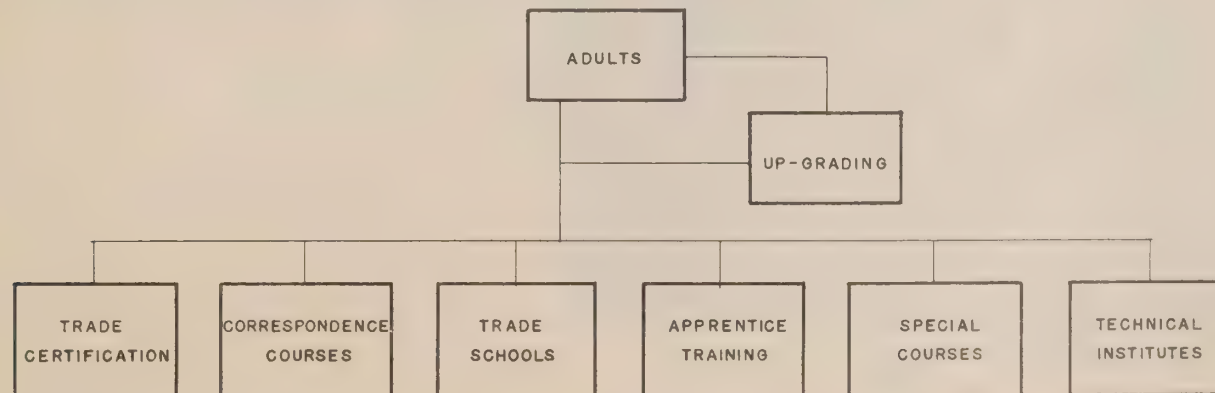 ADULTS
UP-GRADING
TRADE
CERTIFICATION
CORRESPONDENCE
COURSES
TRADE
SCHOOLS
APPRENTICE
TRAINING
SPECIAL
COURSES
TECHNICAL
INSTITUTES